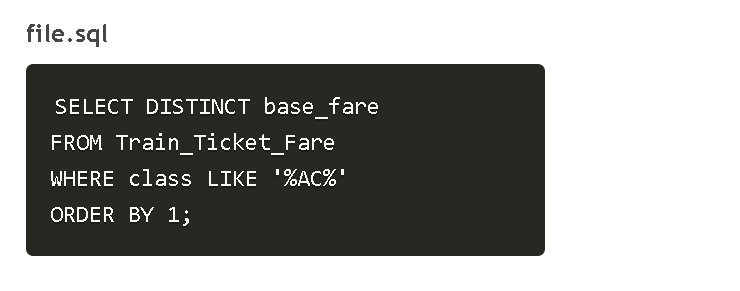 file.sql
SELECT DISTINCT base_fare
FROM Train_Ticket_Fare
WHERE class LIKE '%AC%'
ORDER BY 1;